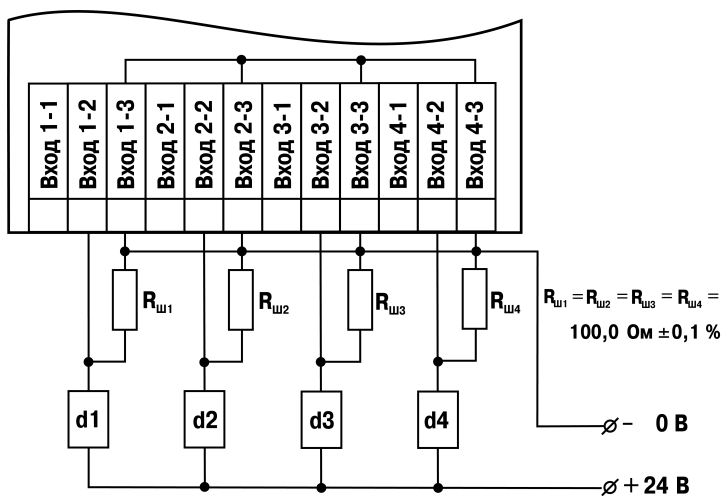 Вход 1-1
Вход 1-2
Вход 1-3
Вход 2-1
Вход 2-2
Вход 2-3
Вход 3-1
Вход 3-2
Вход 3-3
Вход 4-1
Вход 4-2
Вход 4-3
Rш1
Rш2
Rш3
Rш4
Rш1 = Rш2 = Rш3 = Rш4 =
100,0 Ом ±0,1 %
d1
d2
d3
d4
- 0 В
+ 24 В